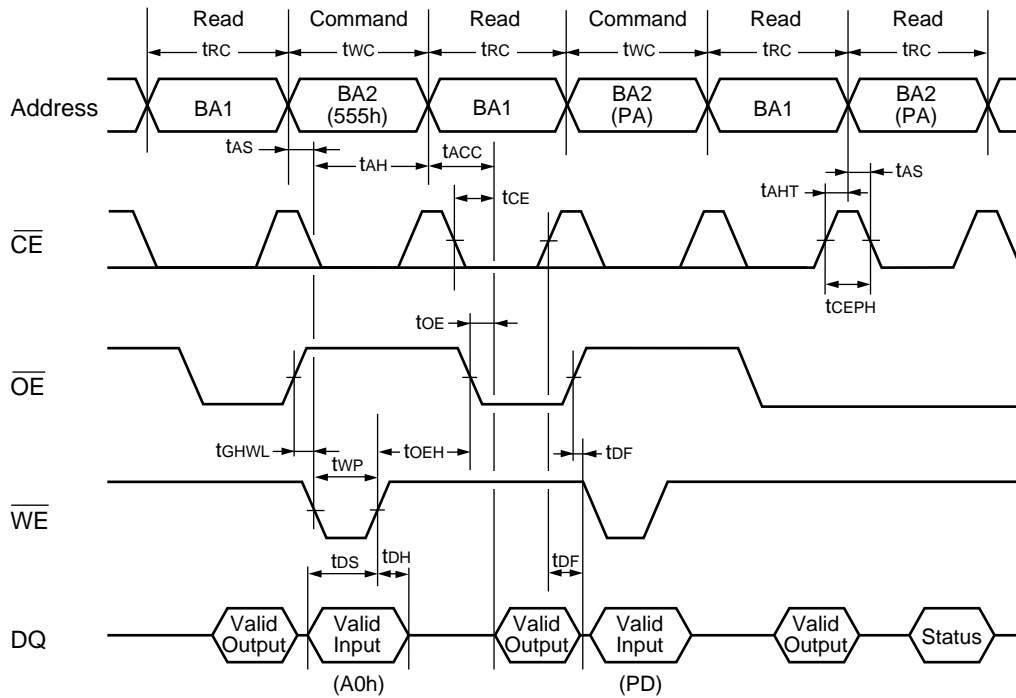 Read Command Read Command Read Read
tRC tWC tRC tWC tRC tRC
Address BA1 BA2 (555h) BA1 BA2 (PA) BA1 BA2 (PA)
tAS tAH tACC tAHT tAS
tCE
CE
tCEPH
tOE
OE
tGHWL tWP tOEH tDF
WE
tDS tDH tDF
DQ Valid Output Valid Input Valid Output Valid Input Valid Output Status
(A0h) (PD)